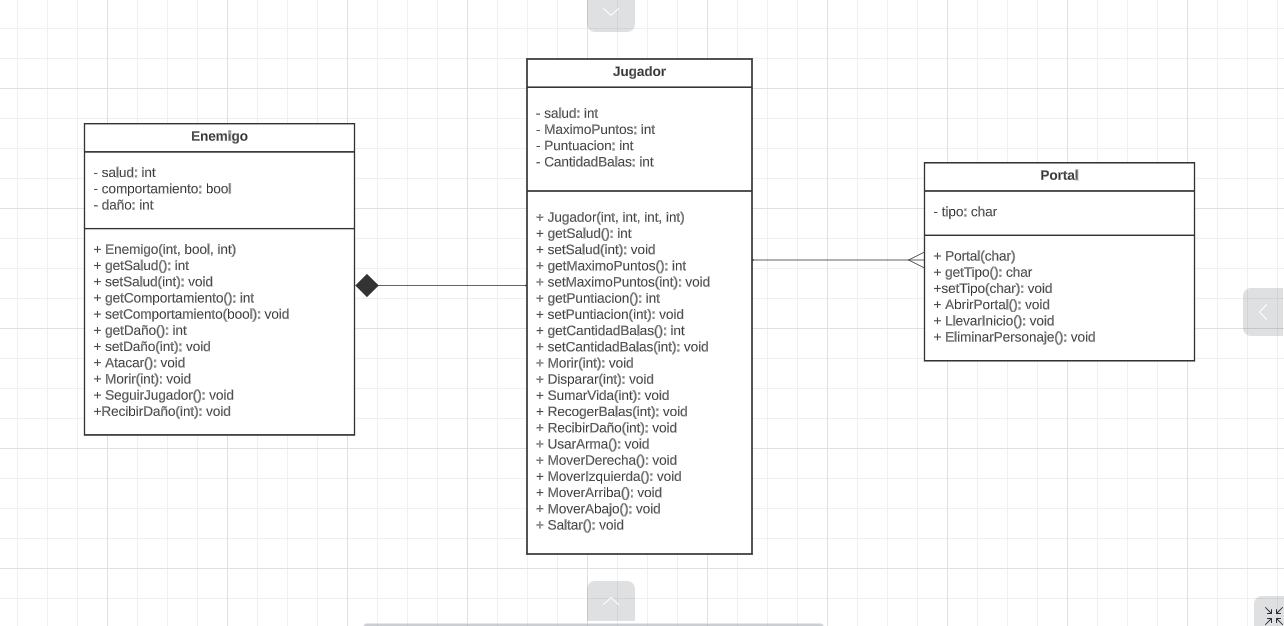 Enemigo
- salud: int
- comportamiento: bool
- daño: int
+ Enemigo(int, bool, int)
+ getSalud(): int
+ setSalud(int): void
+ getComportamiento(): int
+ setComportamiento(bool): void
+ getDaño(): int
+ setDaño(int): void
+ Atacar(): void
+ Morir(int): void
+ SeguirJugador(): void
+RecibirDaño(int): void
Jugador
- salud: int
- MaximoPuntos: int
- Puntuacion: int
- CantidadBalas: int
+ Jugador(int, int, int, int)
+ getSalud(): int
+ setSalud(int): void
+ getMaximoPuntos(): int
+ setMaximoPuntos(int): void
+ getPuntiacion(): int
+ setPuntiacion(int): void
+ getCantidadBalas(): int
+ setCantidadBalas(int): void
+ Morir(int): void
+ Disparar(int): void
+ SumarVida(int): void
+ RecogerBalas(int): void
+ RecibirDaño(int): void
+ UsarArma(): void
+ MoverDerecha(): void
+ MoverIzquierda(): void
+ MoverArriba(): void
+ MoverAbajo(): void
+ Saltar(): void
Portal
- tipo: char
+ Portal(char)
+ getTipo(): char
+setTipo(char): void
+ AbrirPortal(): void
+ LlevarInicio(): void
+ EliminarPersonaje(): void